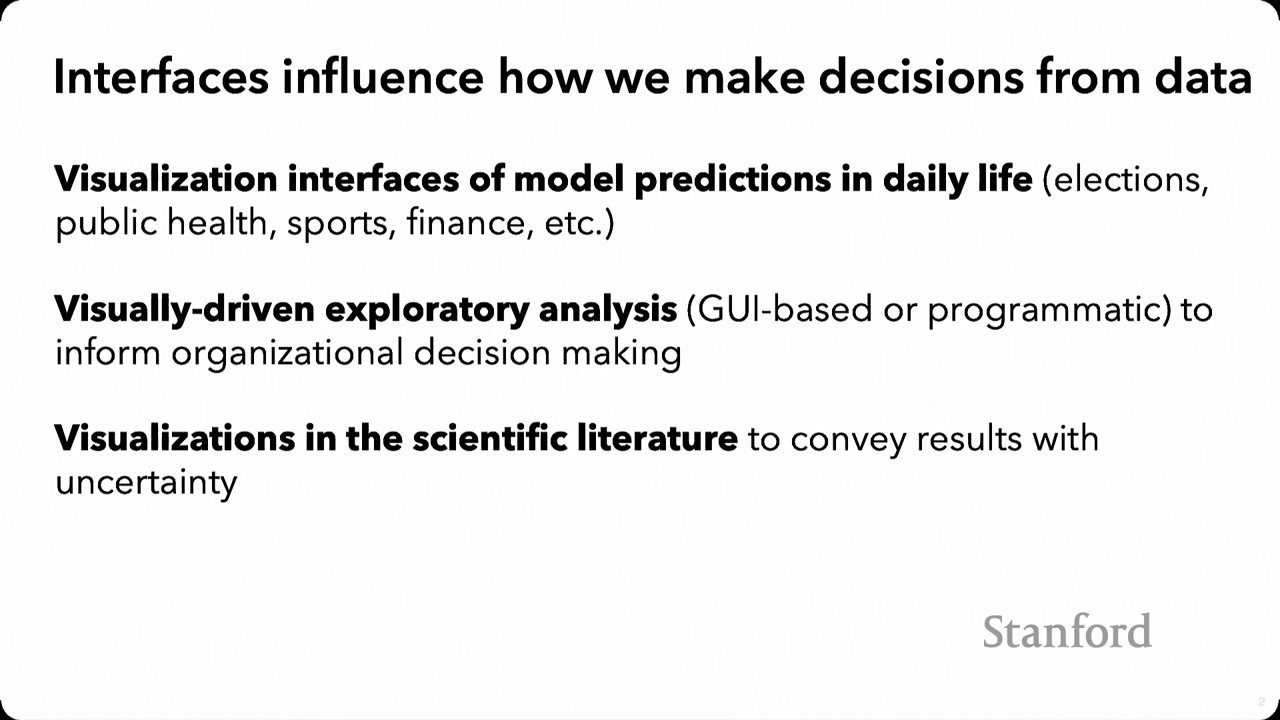 Interfaces influence how we make decisions from data
Visualization interfaces of model predictions in daily life (elections,
public health, sports, finance, etc.)
Visually-driven exploratory analysis (GUI-based or programmatic) to
inform organizational decision making
Visualizations in the scientific literature to convey results with
uncertainty
Stanford
2